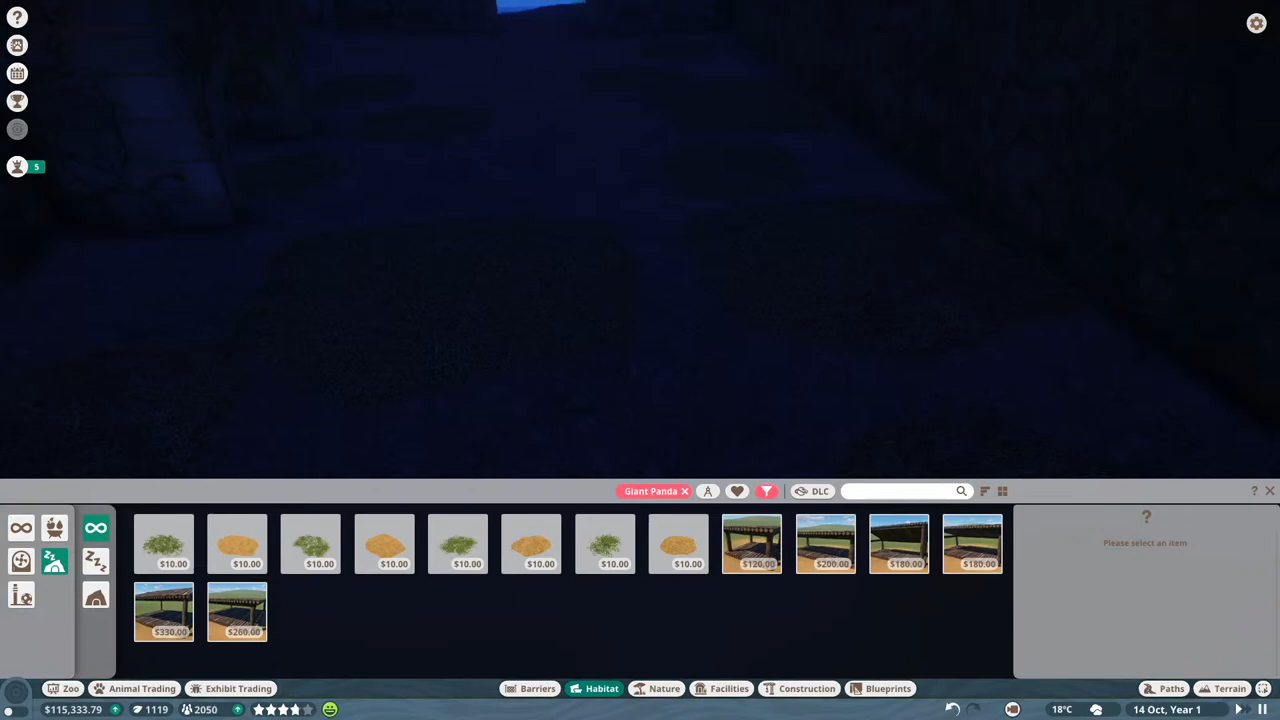 5
Giant Panda
DLC
$10.00
$10.00
$10.00
$10.00
$10.00
$10.00
$10.00
$10.00
$120.00
$200.00
$180.00
$180.00
$330.00
$260.00
?
Please select an item
Zoo
Animal Trading
Exhibit Trading
Barriers
Habitat
Nature
Facilities
Construction
Blueprints
Paths
Terrain
$115,333.79
1119
2050
18°C
14 Oct, Year 1